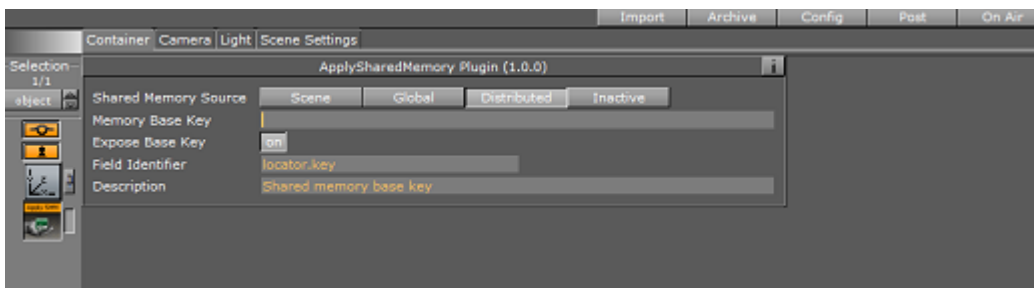 Import Archive Config Post On Air
Container Camera Light Scene Settings
Selection
1/1
object
ApplySharedMemory Plugin (1.0.0) i
Shared Memory Source Scene Global Distributed Inactive
Memory Base Key
Expose Base Key on
Field Identifier locator.key
Description Shared memory base key